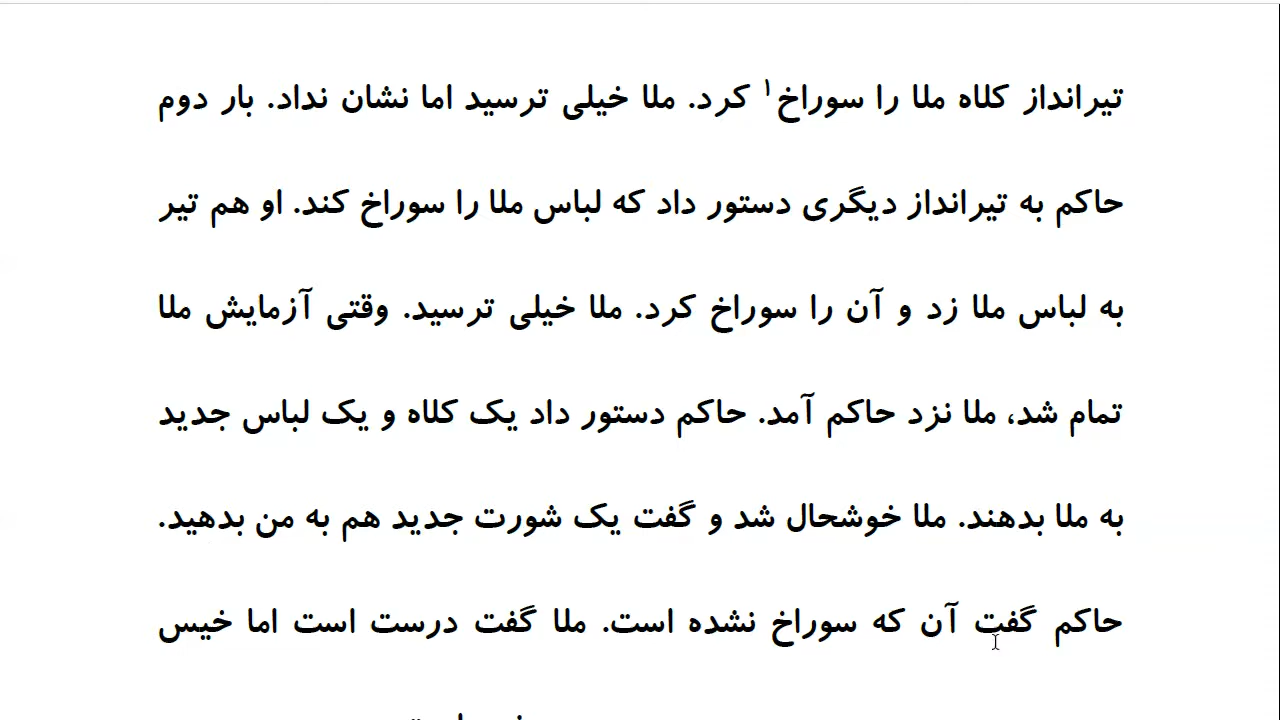 تیرانداز کلاه ملا را سوراخ۱ کرد. ملا خیلی ترسید اما نشان نداد. بار دوم
حاکم به تیرانداز دیگری دستور داد که لباس ملا را سوراخ کند. او هم تیر
به لباس ملا زد و آن را سوراخ کرد. ملا خیلی ترسید. وقتی آزمایش ملا
تمام شد، ملا نزد حاکم آمد. حاکم دستور داد یک کلاه و یک لباس جدید
به ملا بدهند. ملا خوشحال شد و گفت یک شورت جدید هم به من بدهید.
حاکم گفت آن که سوراخ نشده است. ملا گفت درست است اما خیس